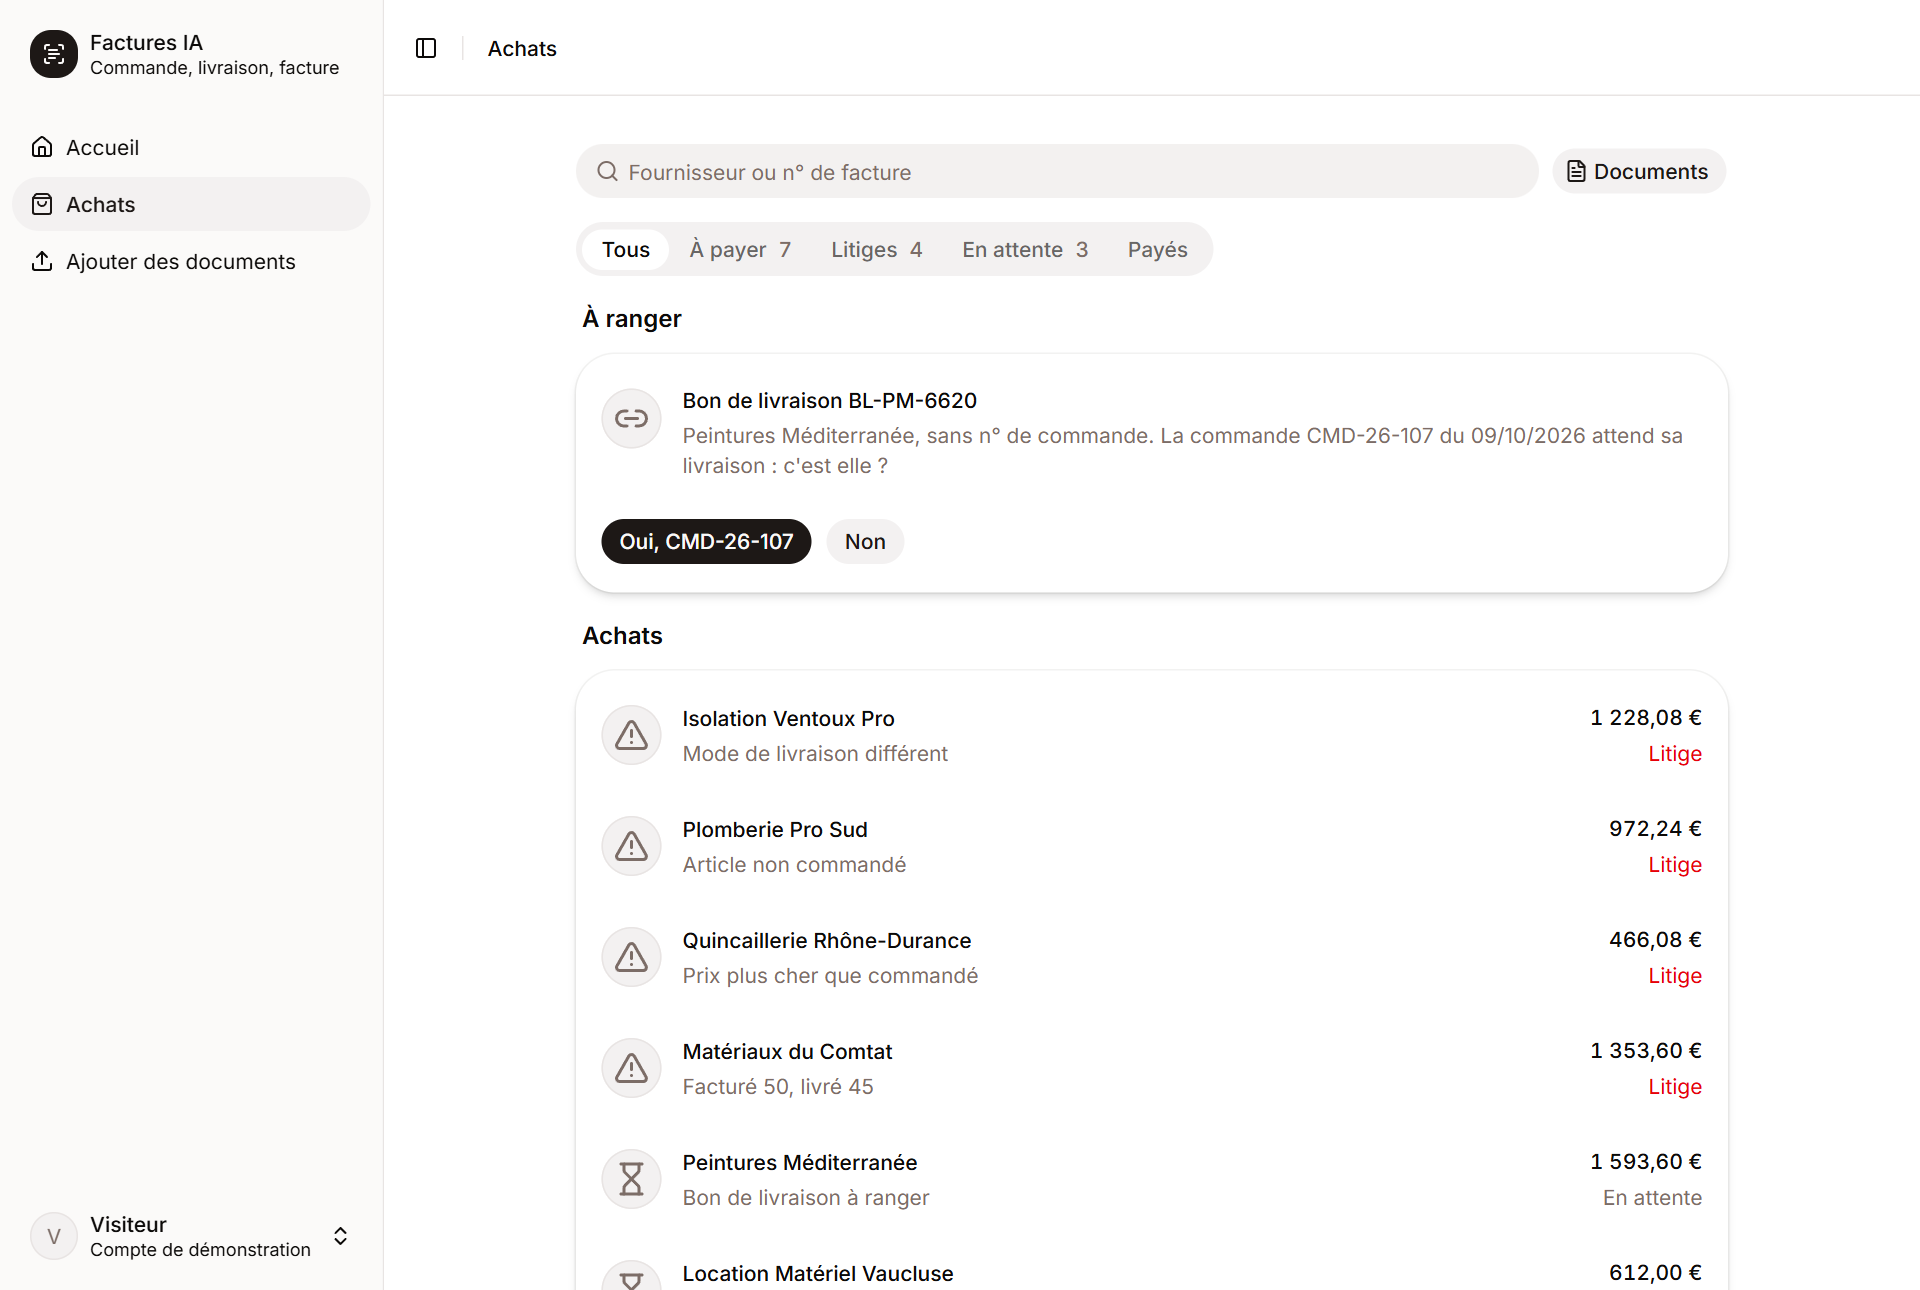 Factures IA
Commande, livraison, facture
Accueil
Achats
Ajouter des documents
Visiteur
V
Compte de démonstration
Achats
Fournisseur ou n° de facture
Documents
Tous
À payer 7
Litiges 4
En attente 3
Payés
À ranger
Bon de livraison BL-PM-6620
Peintures Méditerranée, sans n° de commande. La commande CMD-26-107 du 09/10/2026 attend sa
livraison : c'est elle ?
Oui, CMD-26-107
Non
Achats
Isolation Ventoux Pro
1 228,08 €
Mode de livraison différent
Litige
Plomberie Pro Sud
972,24 €
Article non commandé
Litige
Quincaillerie Rhône-Durance
466,08 €
Prix plus cher que commandé
Litige
Matériaux du Comtat
1 353,60 €
Facturé 50, livré 45
Litige
Peintures Méditerranée
1 593,60 €
Bon de livraison à ranger
En attente
Location Matériel Vaucluse
612,00 €